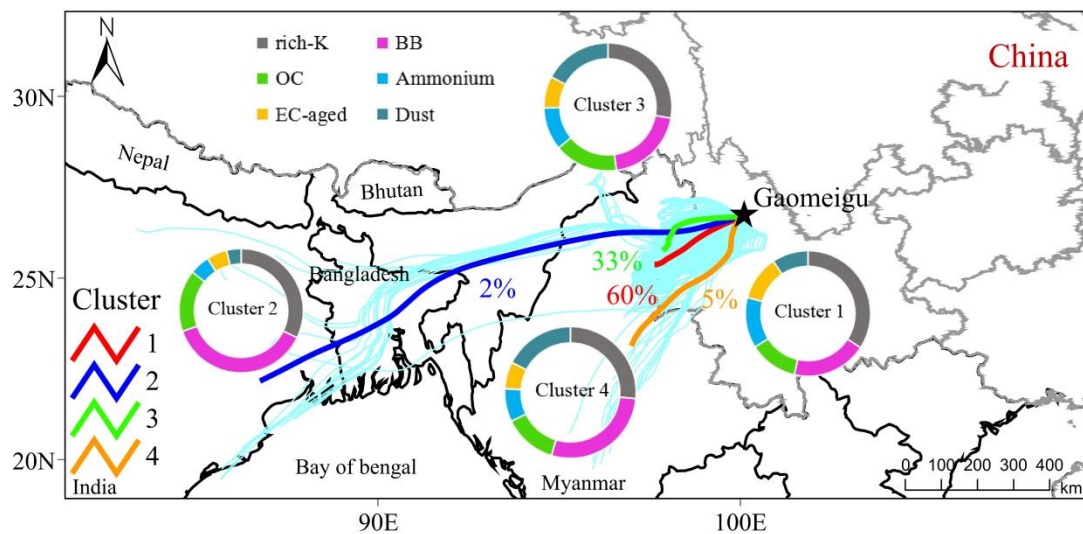 N
rich-K
BB
OC
Ammonium
EC-aged
Dust
China
30N
25N
20N
Nepal
Bhutan
Bangladesh
Gaomeigu
Cluster 3
Cluster 2
Cluster 1
Cluster 4
33%
60%
5%
2%
Cluster
1
2
3
4
India
Bay of bengal
Myanmar
0 100 200 300 400
km
90E
100E